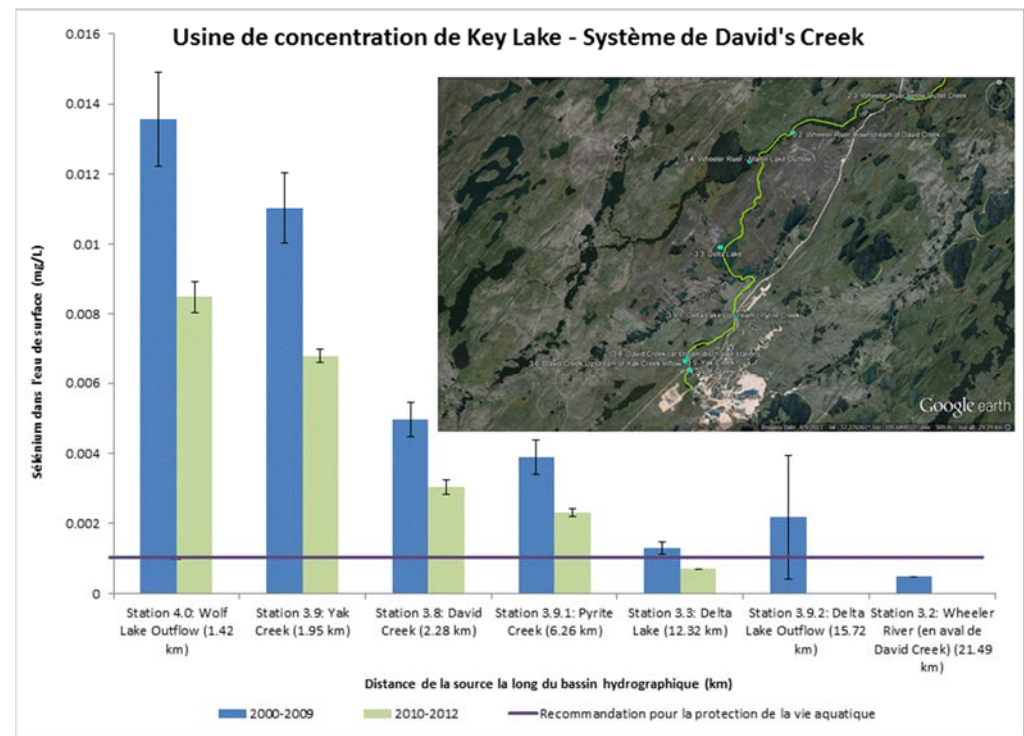 Usine de concentration de Key Lake - Système de David's Creek
0.016
0.014
0.012
0.01
0.008
0.006
0.004
0.002
0
Sélénium dans l'eau de surface (mg/L)
3.2: Wheeler River downstream of David Creek
3.4: Wheeler River - Martin Lake Outflow
3.3: Delta Lake
Google earth
Station 4.0: Wolf
Lake Outflow (1.42
km)
Station 3.9: Yak
Creek (1.95 km)
Station 3.8: David
Creek (2.28 km)
Station 3.9.1: Pyrite
Creek (6.26 km)
Station 3.3: Delta
Lake (12.32 km)
Station 3.9.2: Delta
Lake Outflow (15.72
km)
Station 3.2: Wheeler
River (en aval de
David Creek) (21.49
km)
Distance de la source la long du bassin hydrographique (km)
2000-2009
2010-2012
Recommandation pour la protection de la vie aquatique